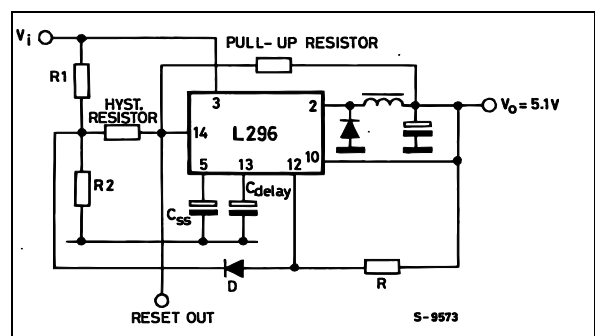 Vi
PULL-UP RESISTOR
R1
HYST.
RESISTOR
3
2
Vo=5.1V
14
L296
10
5
13
12
R2
Css
Cdelay
D
R
RESET OUT
S-9573